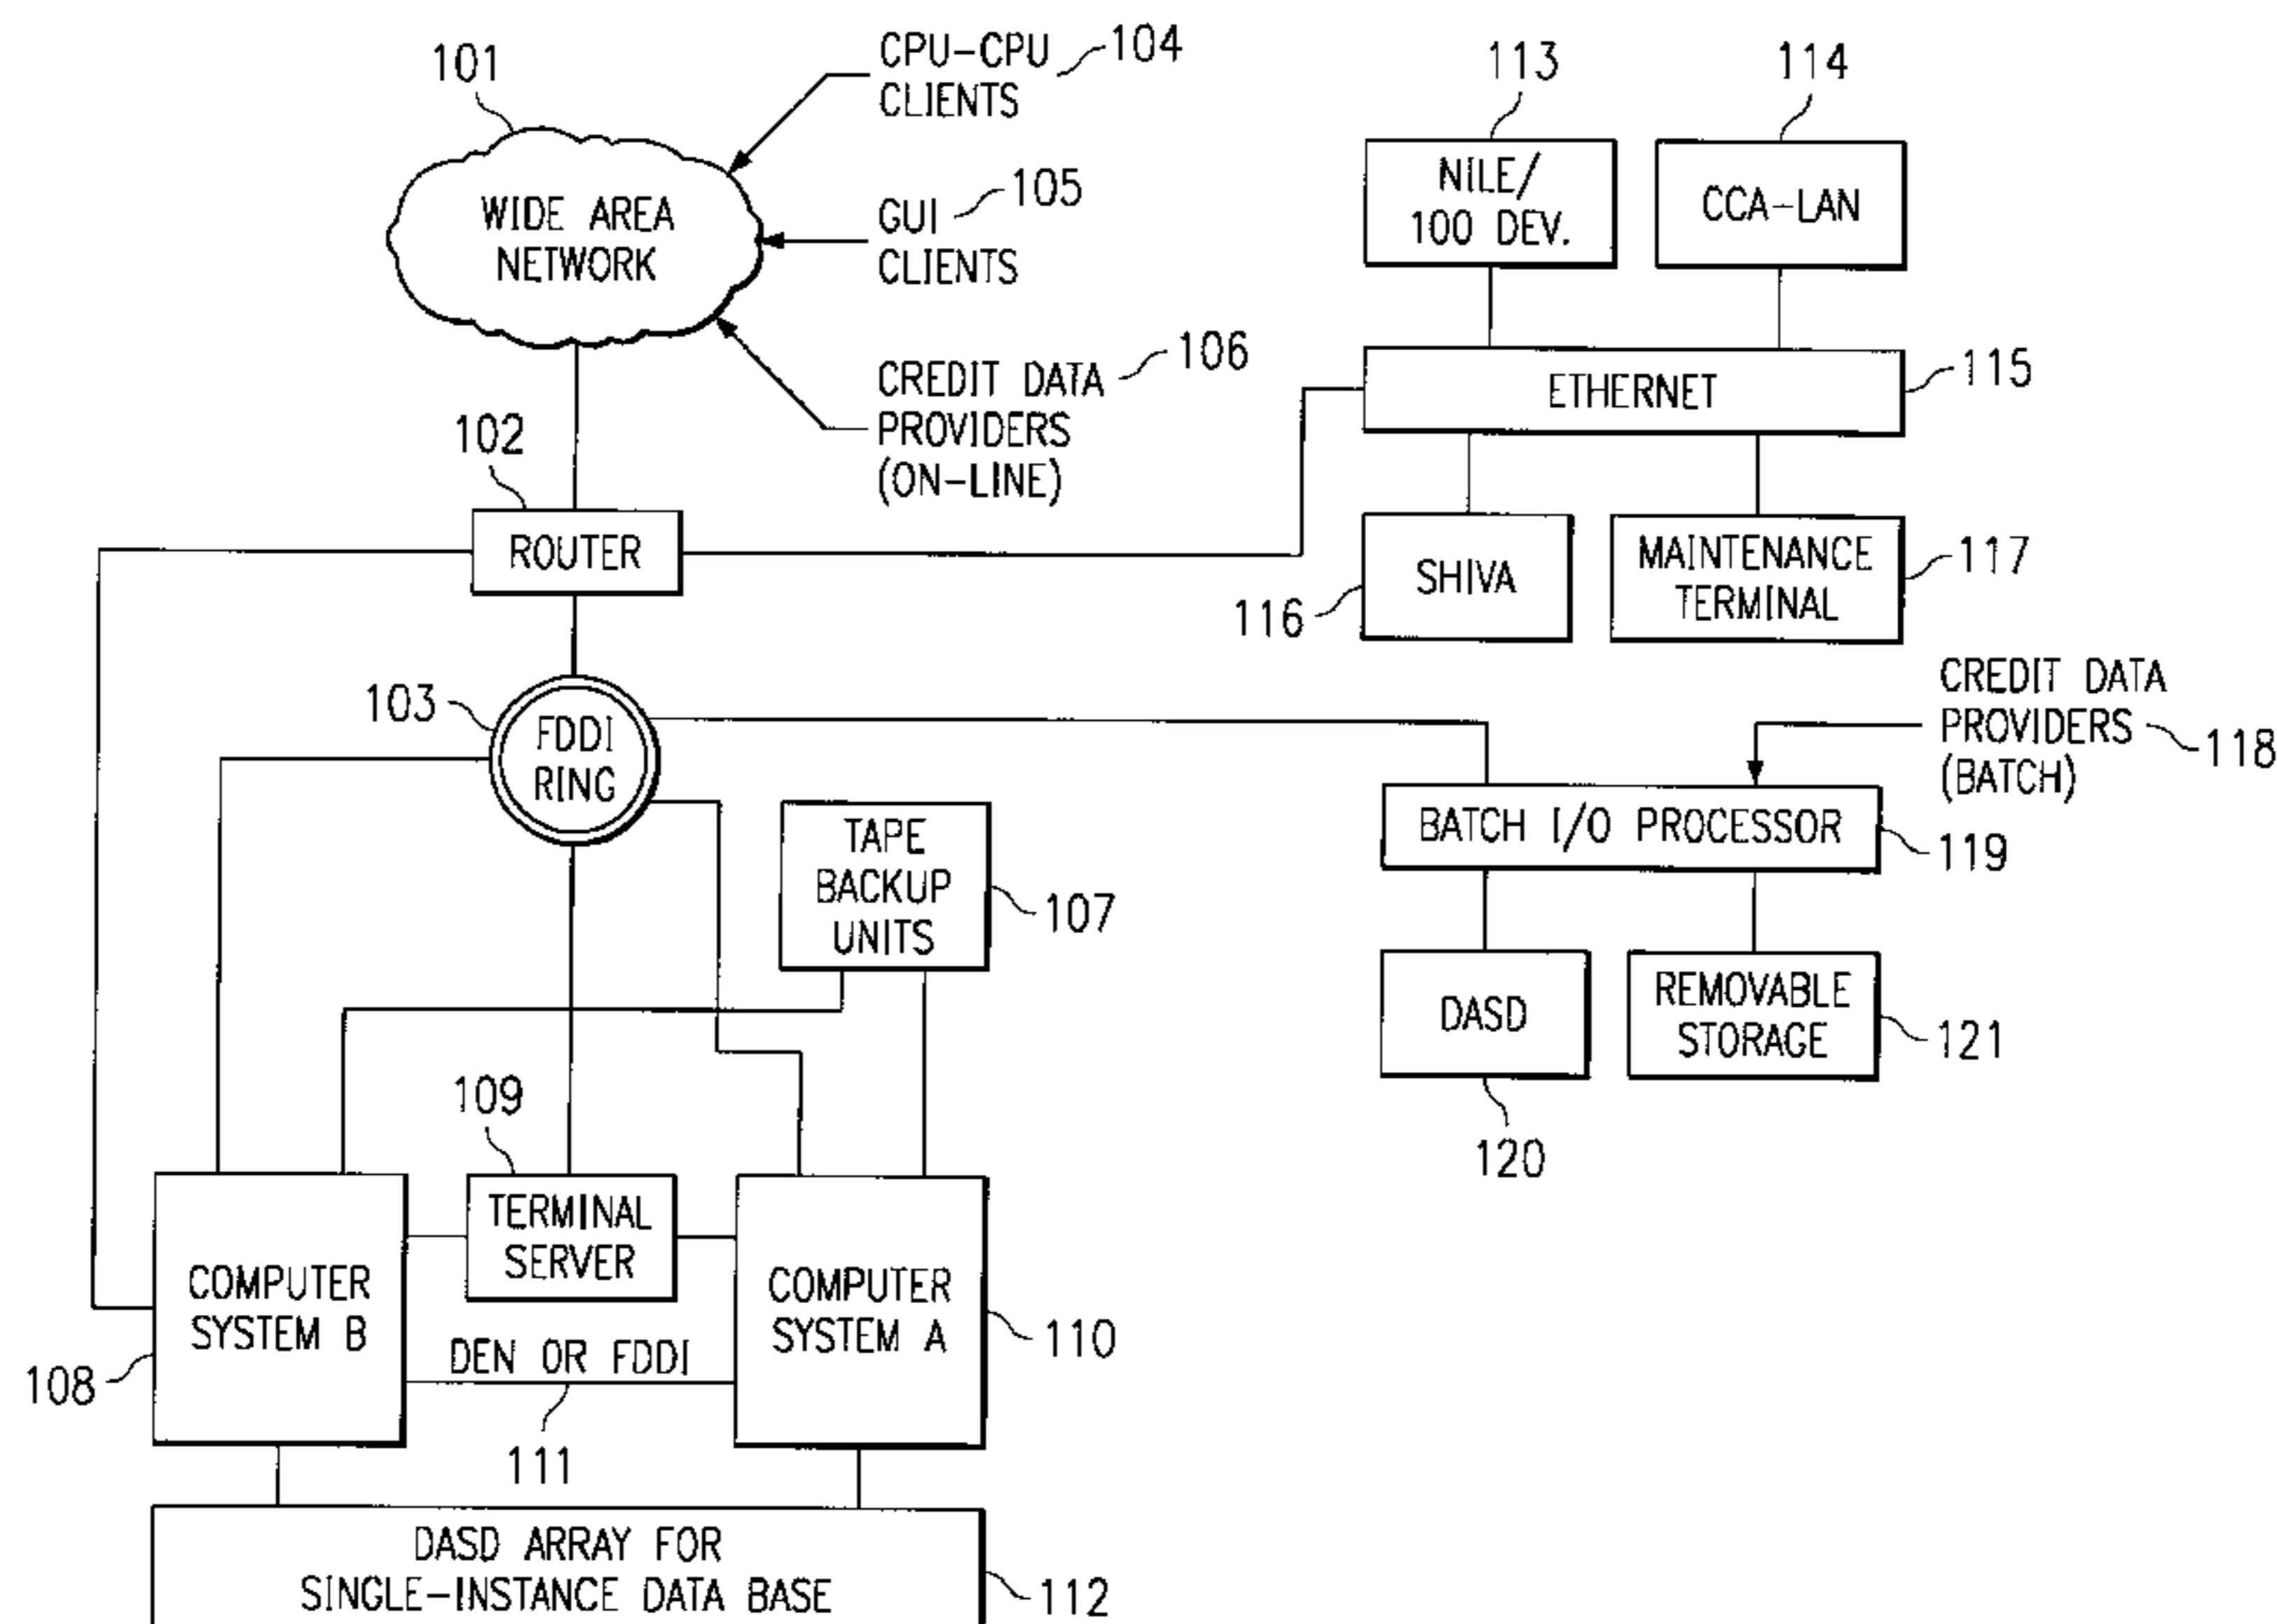 101
CPU-CPU
CLIENTS
104
WIDE AREA
NETWORK
GUI
CLIENTS
105
CREDIT DATA
PROVIDERS
(ON-LINE)
106
102
ROUTER
103
FDDI
RING
TAPE
BACKUP
UNITS
107
109
TERMINAL
SERVER
COMPUTER
SYSTEM B
108
COMPUTER
SYSTEM A
110
DEN OR FDDI
111
DASD ARRAY FOR
SINGLE-INSTANCE DATA BASE
112
113
NILE/
100 DEV.
114
CCA-LAN
ETHERNET
115
SHIVA
116
MAINTENANCE
TERMINAL
117
CREDIT DATA
PROVIDERS
(BATCH)
118
BATCH I/O PROCESSOR
119
DASD
120
REMOVABLE
STORAGE
121